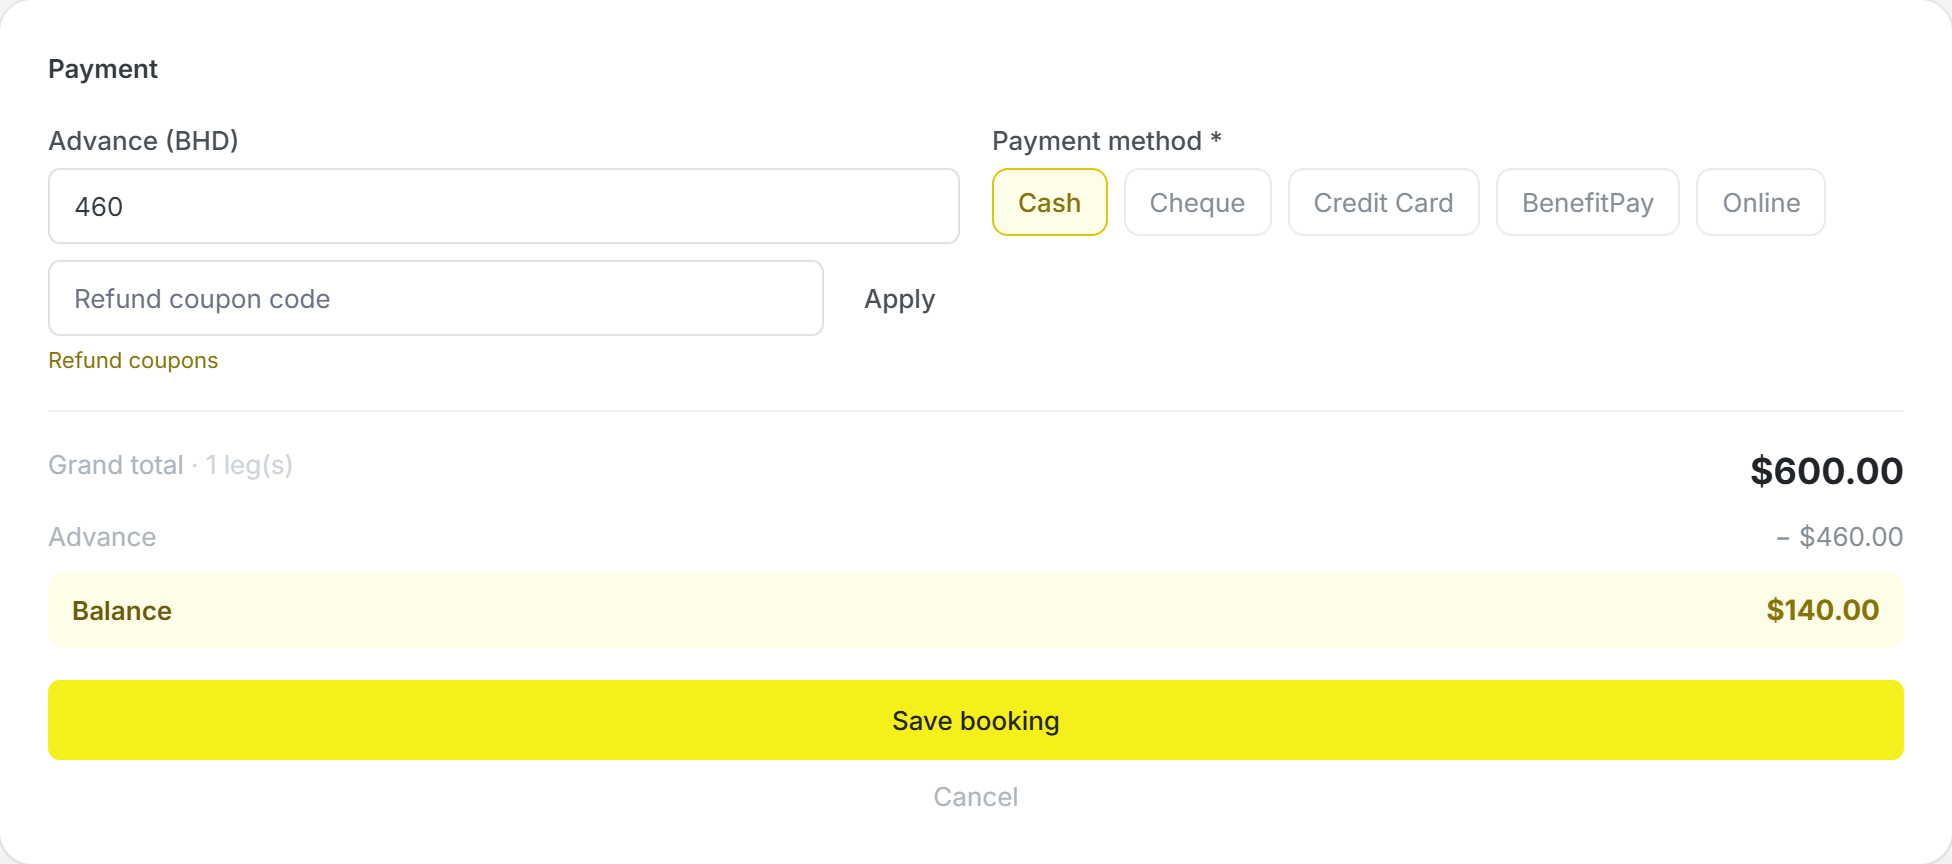 Payment
Advance (BHD)
460
Payment method *
Cash
Cheque
Credit Card
BenefitPay
Online
Refund coupon code
Apply
Refund coupons
Grand total · 1 leg(s)
$600.00
Advance
– $460.00
Balance
$140.00
Save booking
Cancel